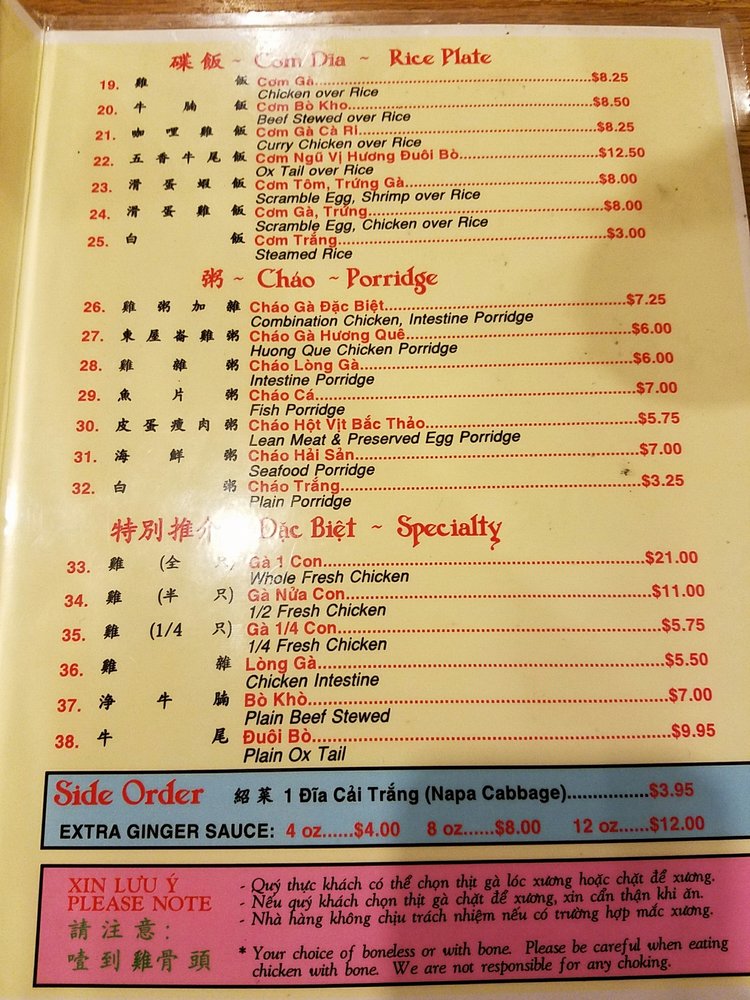 碟飯 ~ Cơm Dĩa ~ Rice Plate
19. 雞飯 Cơm Gà $8.25
Chicken over Rice
20. 牛腩飯 Cơm Bò Kho $8.50
Beef Stewed over Rice
21. 咖哩雞飯 Cơm Gà Cà Ri $8.25
Curry Chicken over Rice
22. 五香牛尾飯 Cơm Ngũ Vị Hương Đuôi Bò $12.50
Ox Tail over Rice
23. 滑蛋蝦飯 Cơm Tôm, Trứng Gà $8.00
Scramble Egg, Shrimp over Rice
24. 滑蛋雞飯 Cơm Gà, Trứng $8.00
Scramble Egg, Chicken over Rice
25. 白飯 Cơm Trắng $3.00
Steamed Rice
粥 ~ Cháo ~ Porridge
26. 雞粥加雜 Cháo Gà Đặc Biệt $7.25
Combination Chicken, Intestine Porridge
27. 東屋崙雞粥 Cháo Gà Hương Quê $6.00
Huong Que Chicken Porridge
28. 雞雜粥 Cháo Lòng Gà $6.00
Intestine Porridge
29. 魚片粥 Cháo Cá $7.00
Fish Porridge
30. 皮蛋瘦肉粥 Cháo Hột Vịt Bắc Thảo $5.75
Lean Meat & Preserved Egg Porridge
31. 海鮮粥 Cháo Hải Sản $7.00
Seafood Porridge
32. 白粥 Cháo Trắng $3.25
Plain Porridge
特別推介 Đặc Biệt ~ Specialty
33. 雞 (全只) Gà 1 Con $21.00
Whole Fresh Chicken
34. 雞 (半只) Gà Nửa Con $11.00
1/2 Fresh Chicken
35. 雞 (1/4只) Gà 1/4 Con $5.75
1/4 Fresh Chicken
36. 雞雜 Lòng Gà $5.50
Chicken Intestine
37. 净牛腩 Bò Khò $7.00
Plain Beef Stewed
38. 牛尾 Đuôi Bò $9.95
Plain Ox Tail
Side Order 紹菜 1 Đĩa Cải Trắng (Napa Cabbage) $3.95
EXTRA GINGER SAUCE: 4 oz......$4.00 8 oz......$8.00 12 oz......$12.00
XIN LƯU Ý
PLEASE NOTE
請注意:
噎到雞骨頭
- Quý thực khách có thể chọn thịt gà lóc xương hoặc chặt để xương.
- Nếu quý khách chọn thịt gà chặt để xương, xin cẩn thận khi ăn.
- Nhà hàng không chịu trách nhiệm nếu có trường hợp mắc xương.
* Your choice of boneless or with bone. Please be careful when eating
chicken with bone. We are not responsible for any choking.